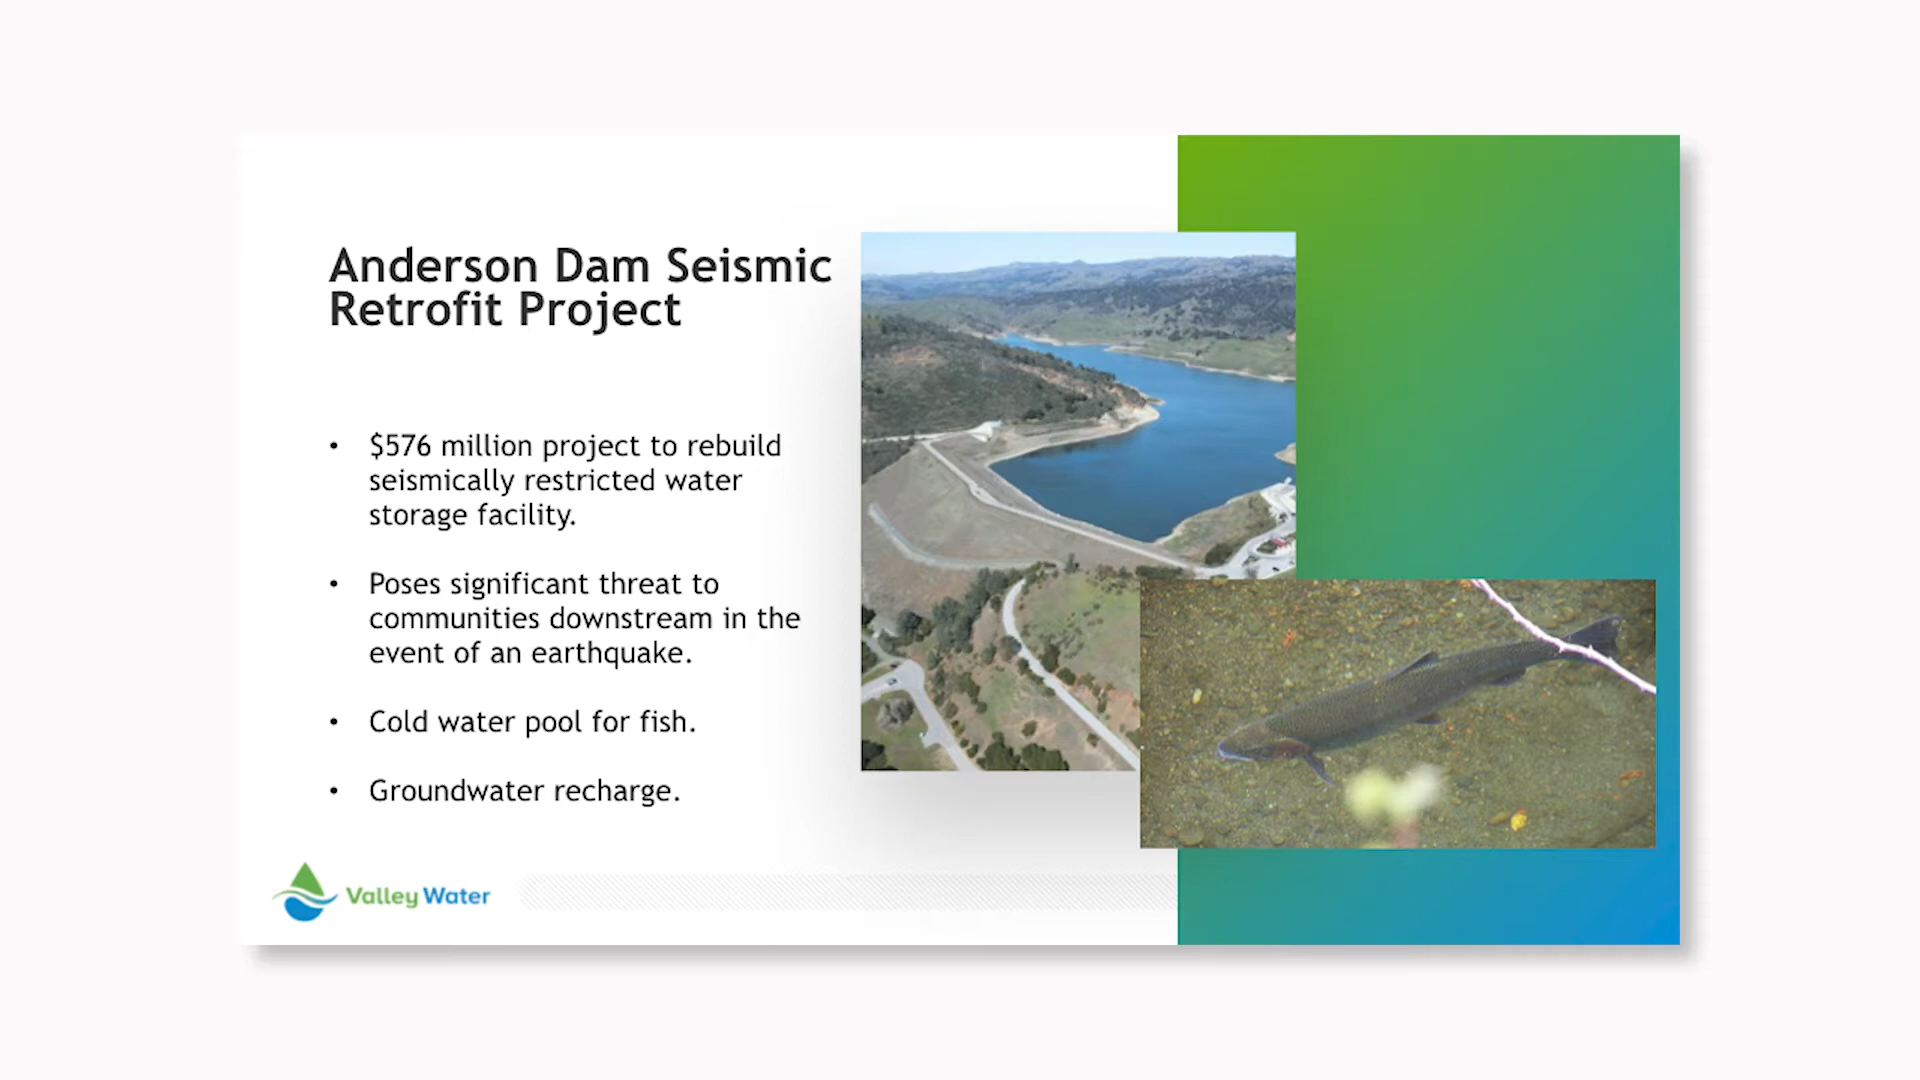 Anderson Dam Seismic
Retrofit Project
• $576 million project to rebuild
seismically restricted water
storage facility.
• Poses significant threat to
communities downstream in the
event of an earthquake.
• Cold water pool for fish.
• Groundwater recharge.
Valley Water